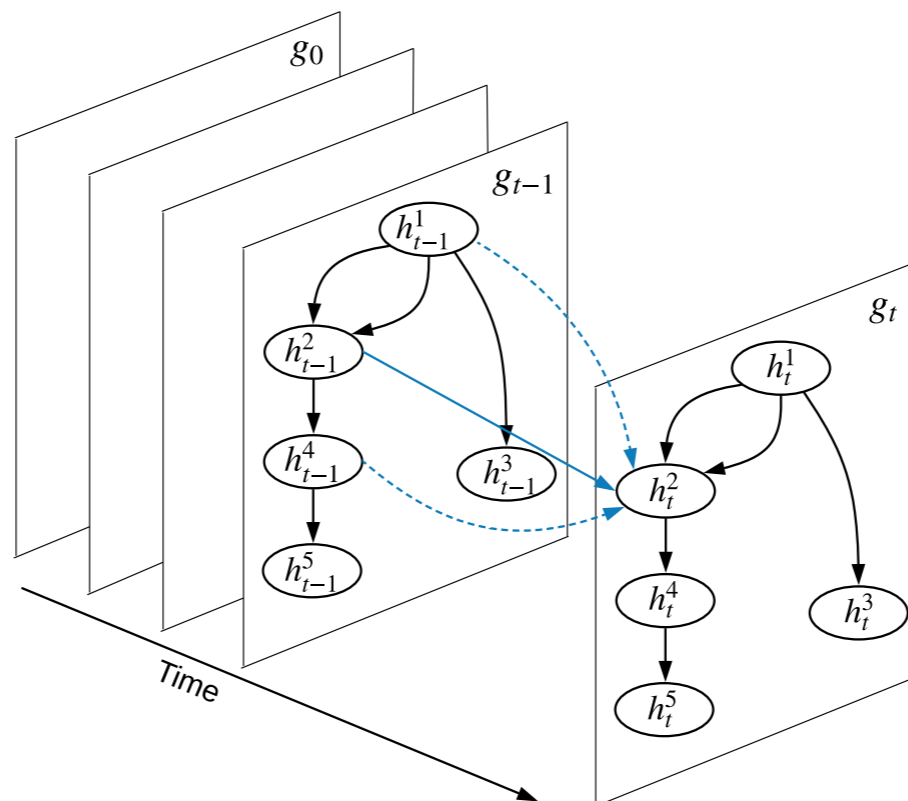 g₀
gₜ₋₁
h¹ₜ₋₁
h²ₜ₋₁
h⁴ₜ₋₁
h³ₜ₋₁
h⁵ₜ₋₁
gₜ
h¹ₜ
h²ₜ
h⁴ₜ
h³ₜ
h⁵ₜ
Time